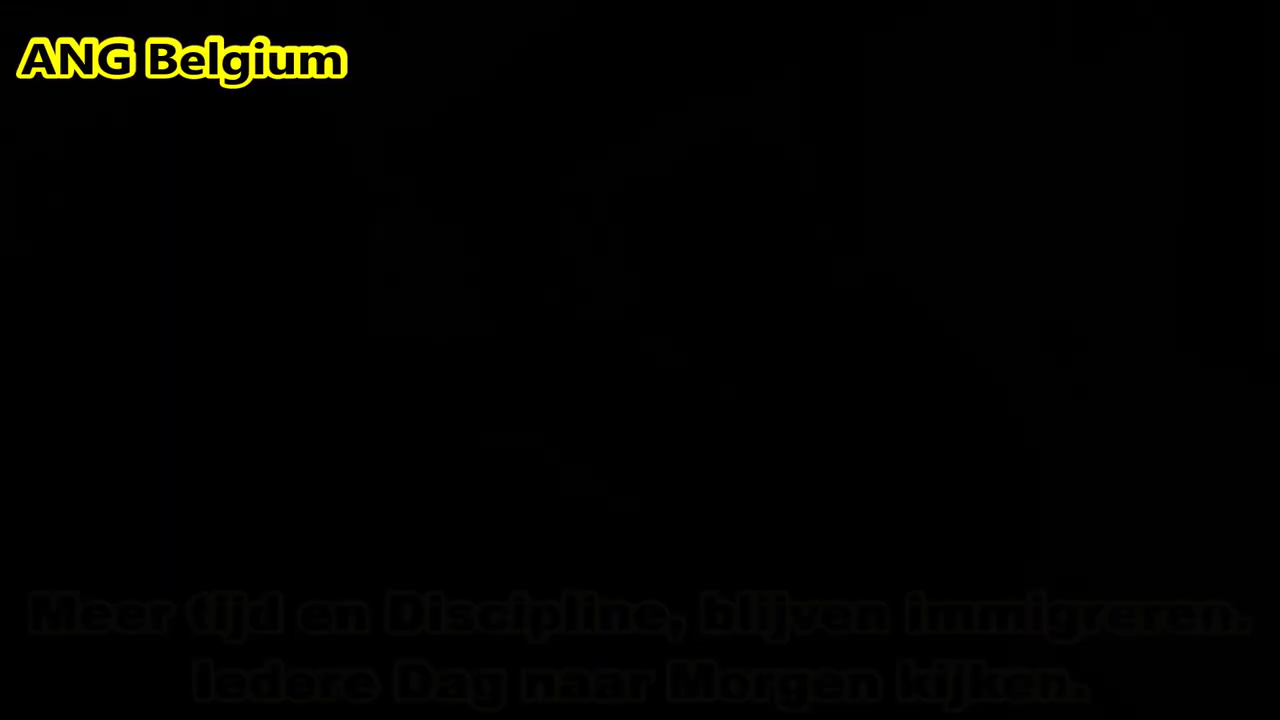 ANG Belgium
Meer tijd en Discipline, blijven immigreren.
Iedere Dag naar Morgen kijken.